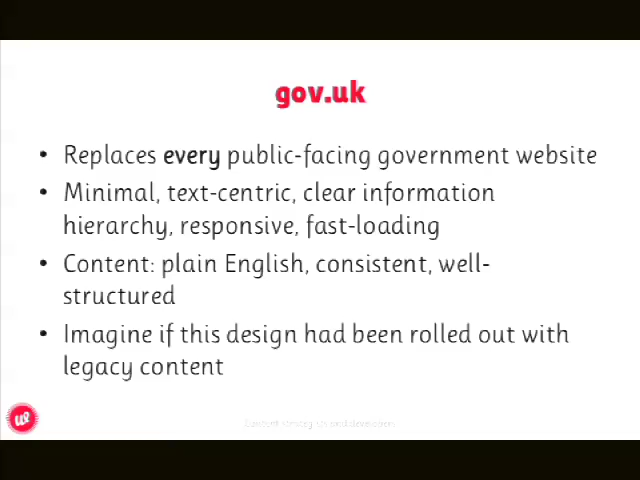 gov.uk
• Replaces every public-facing government website
• Minimal, text-centric, clear information
hierarchy, responsive, fast-loading
• Content: plain English, consistent, well-
structured
• Imagine if this design had been rolled out with
legacy content